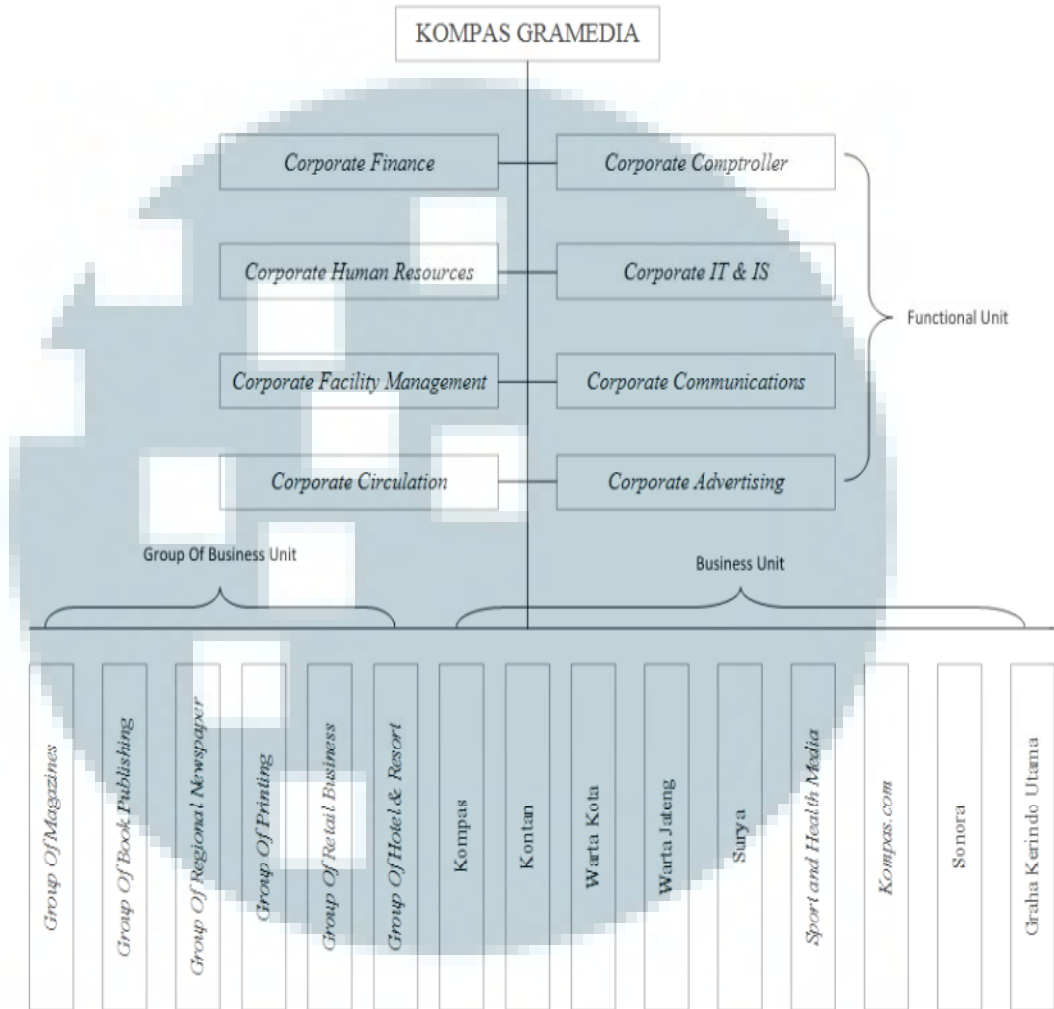 KOMPAS GRAMEDIA
Corporate Finance
Corporate Comptroller
Corporate Human Resources
Corporate IT & IS
Functional Unit
Corporate Facility Management
Corporate Communications
Corporate Circulation
Corporate Advertising
Group Of Business Unit
Business Unit
Group Of Magazines
Group Of Book Publishing
Group Of Regional Newspaper
Group Of Printing
Group Of Retail Business
Group Of Hotel & Resort
Kompas
Kontan
Warta Kota
Warta Jateng
Surya
Sport and Health Media
Kompas.com
Sonora
Graha Kerindo Utama